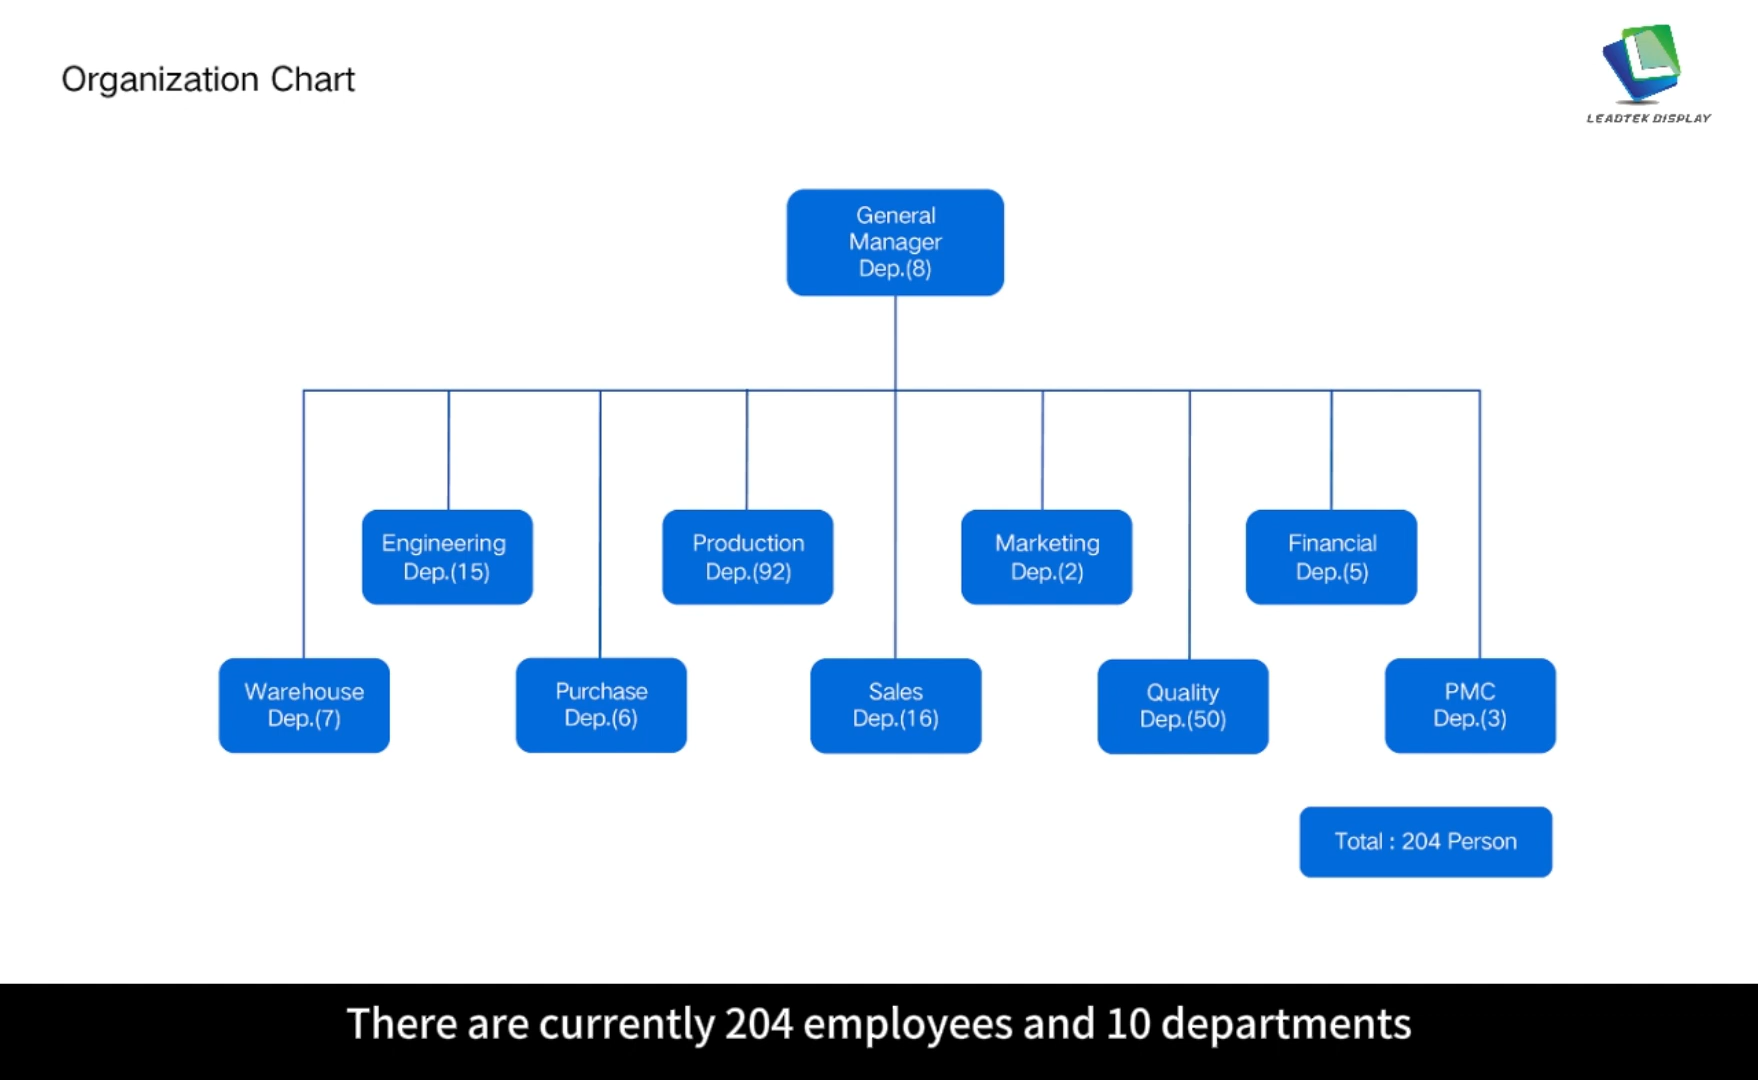 Organization Chart
LEADTEK DISPLAY
General
Manager
Dep.(8)
Engineering
Dep.(15)
Production
Dep.(92)
Marketing
Dep.(2)
Financial
Dep.(5)
Warehouse
Dep.(7)
Purchase
Dep.(6)
Sales
Dep.(16)
Quality
Dep.(50)
PMC
Dep.(3)
Total : 204 Person
There are currently 204 employees and 10 departments